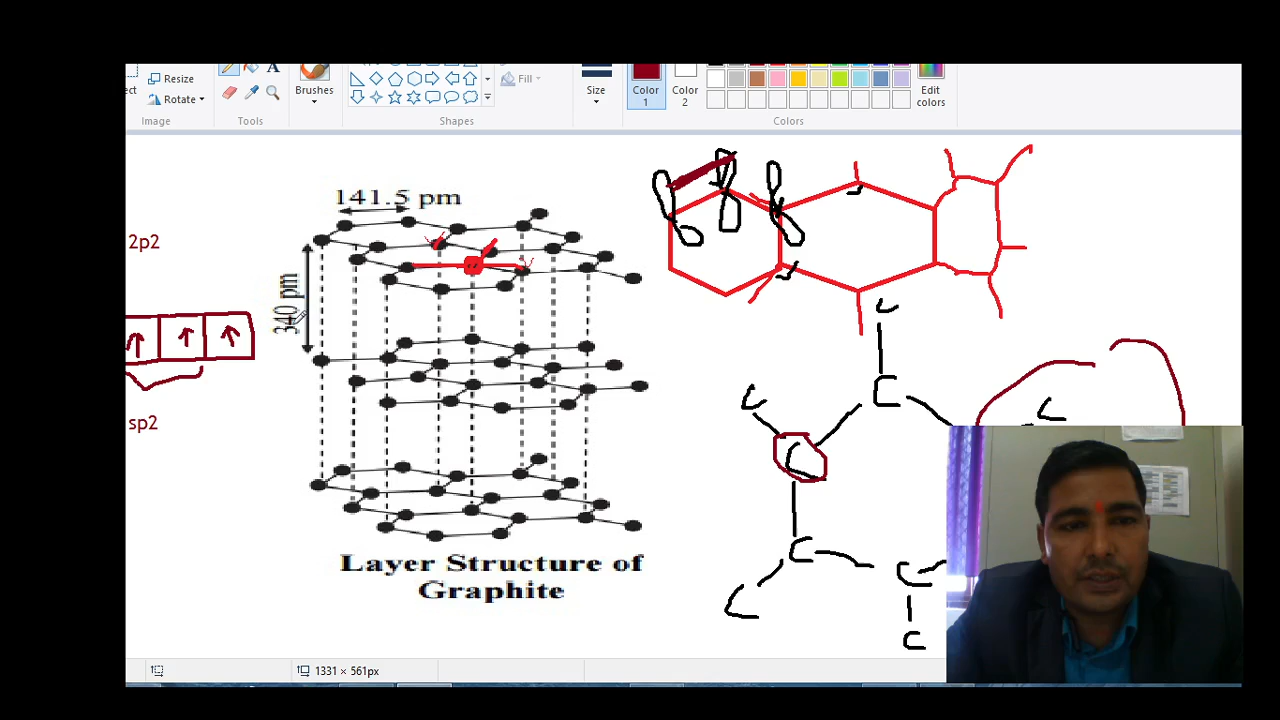 ect
Resize
Rotate
Image
A
Tools
Brushes
Fill
Shapes
Size
Color
1
Color
2
Edit
colors
Colors
141.5 pm
2p2
340 pm
sp2
C
C
C
C
C
C
C
C
C
Layer Structure of
Graphite
1331 × 561px